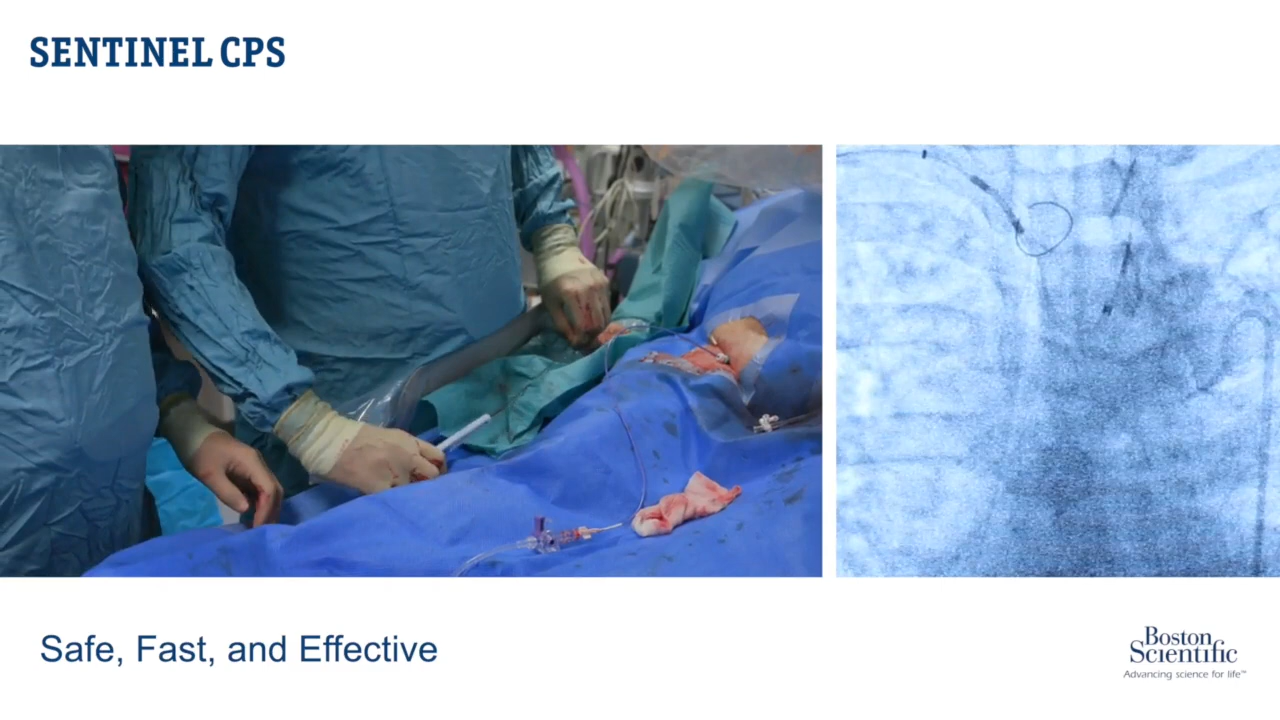 SENTINEL CPS
Safe, Fast, and Effective
Boston
Scientific
Advancing science for life™